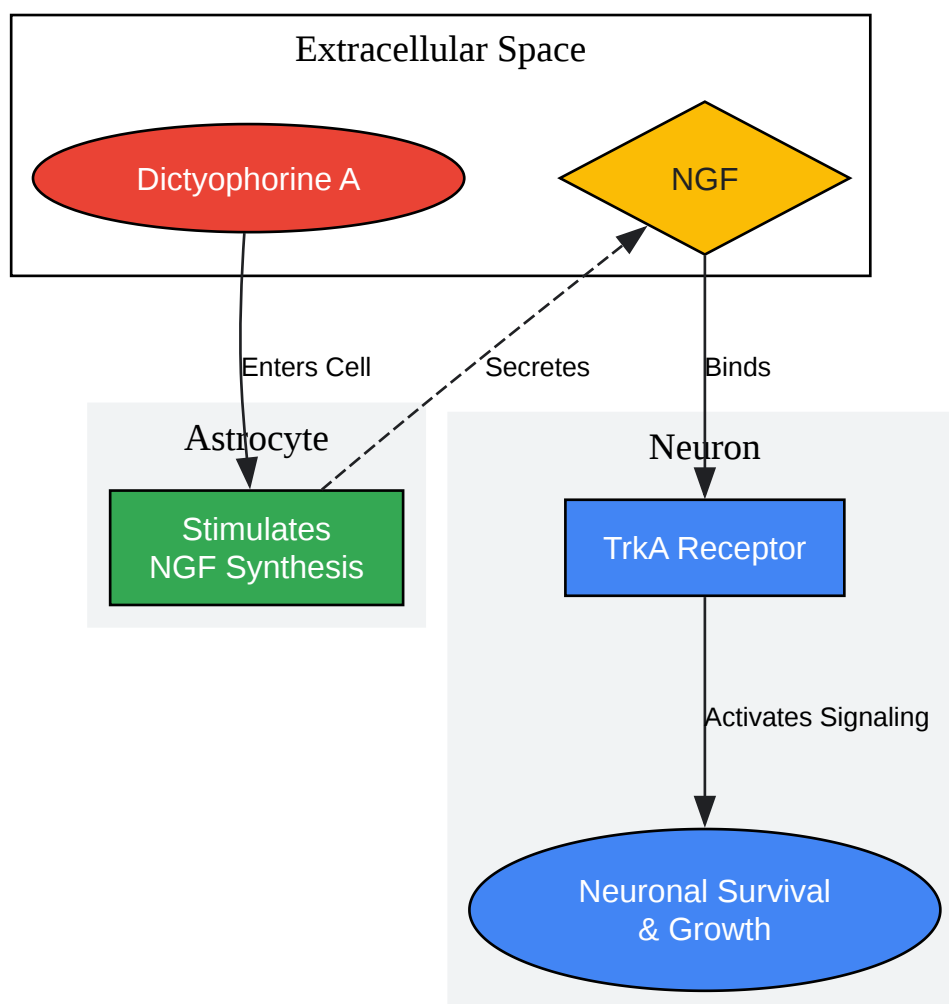 Extracellular Space
Dictyophorine A
NGF
Enters Cell
Secretes
Binds
Astrocyte
Neuron
Stimulates
NGF Synthesis
TrkA Receptor
Activates Signaling
Neuronal Survival
& Growth